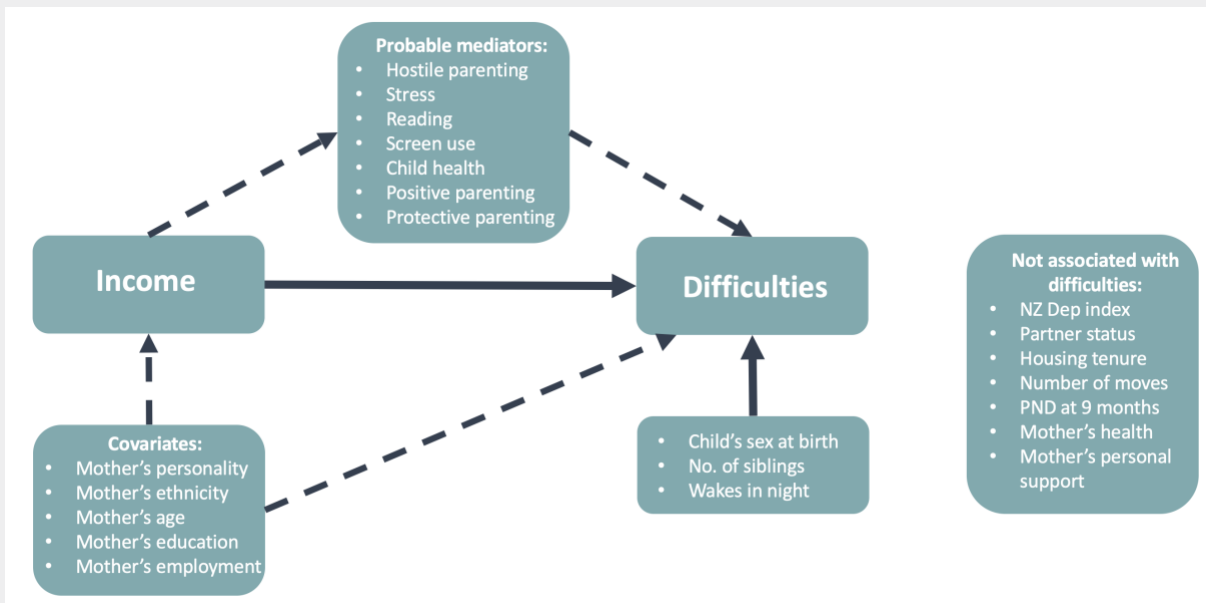 Probable mediators:
• Hostile parenting
• Stress
• Reading
• Screen use
• Child health
• Positive parenting
• Protective parenting
Income
Difficulties
Not associated with
difficulties:
• NZ Dep index
• Partner status
• Housing tenure
• Number of moves
• PND at 9 months
• Mother’s health
• Mother’s personal
support
Covariates:
• Mother’s personality
• Mother’s ethnicity
• Mother’s age
• Mother’s education
• Mother’s employment
• Child’s sex at birth
• No. of siblings
• Wakes in night